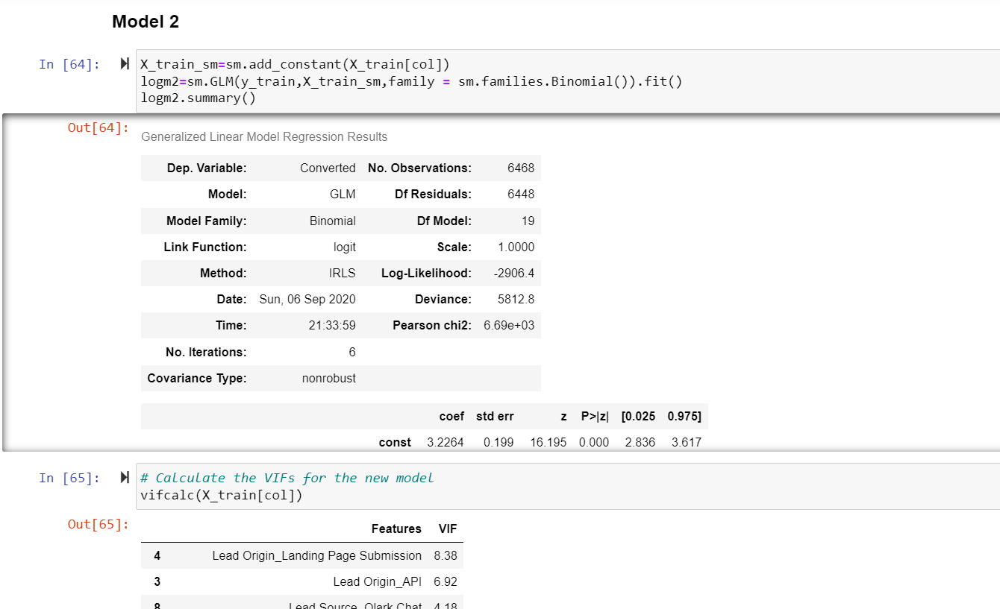 Model 2
In [64]:
X_train_sm=sm.add_constant(X_train[col])
logm2=sm.GLM(y_train,X_train_sm,family = sm.families.Binomial()).fit()
logm2.summary()
Out[64]:
Generalized Linear Model Regression Results
Dep. Variable: Converted No. Observations: 6468
Model: GLM Df Residuals: 6448
Model Family: Binomial Df Model: 19
Link Function: logit Scale: 1.0000
Method: IRLS Log-Likelihood: -2906.4
Date: Sun, 06 Sep 2020 Deviance: 5812.8
Time: 21:33:59 Pearson chi2: 6.69e+03
No. Iterations: 6
Covariance Type: nonrobust
coef std err z P>|z| [0.025 0.975]
const 3.2264 0.199 16.195 0.000 2.836 3.617
In [65]:
# Calculate the VIFs for the new model
vifcalc(X_train[col])
Out[65]:
Features VIF
4 Lead Origin_Landing Page Submission 8.38
3 Lead Origin_API 6.92
8 Lead Source_Olark Chat 4.18